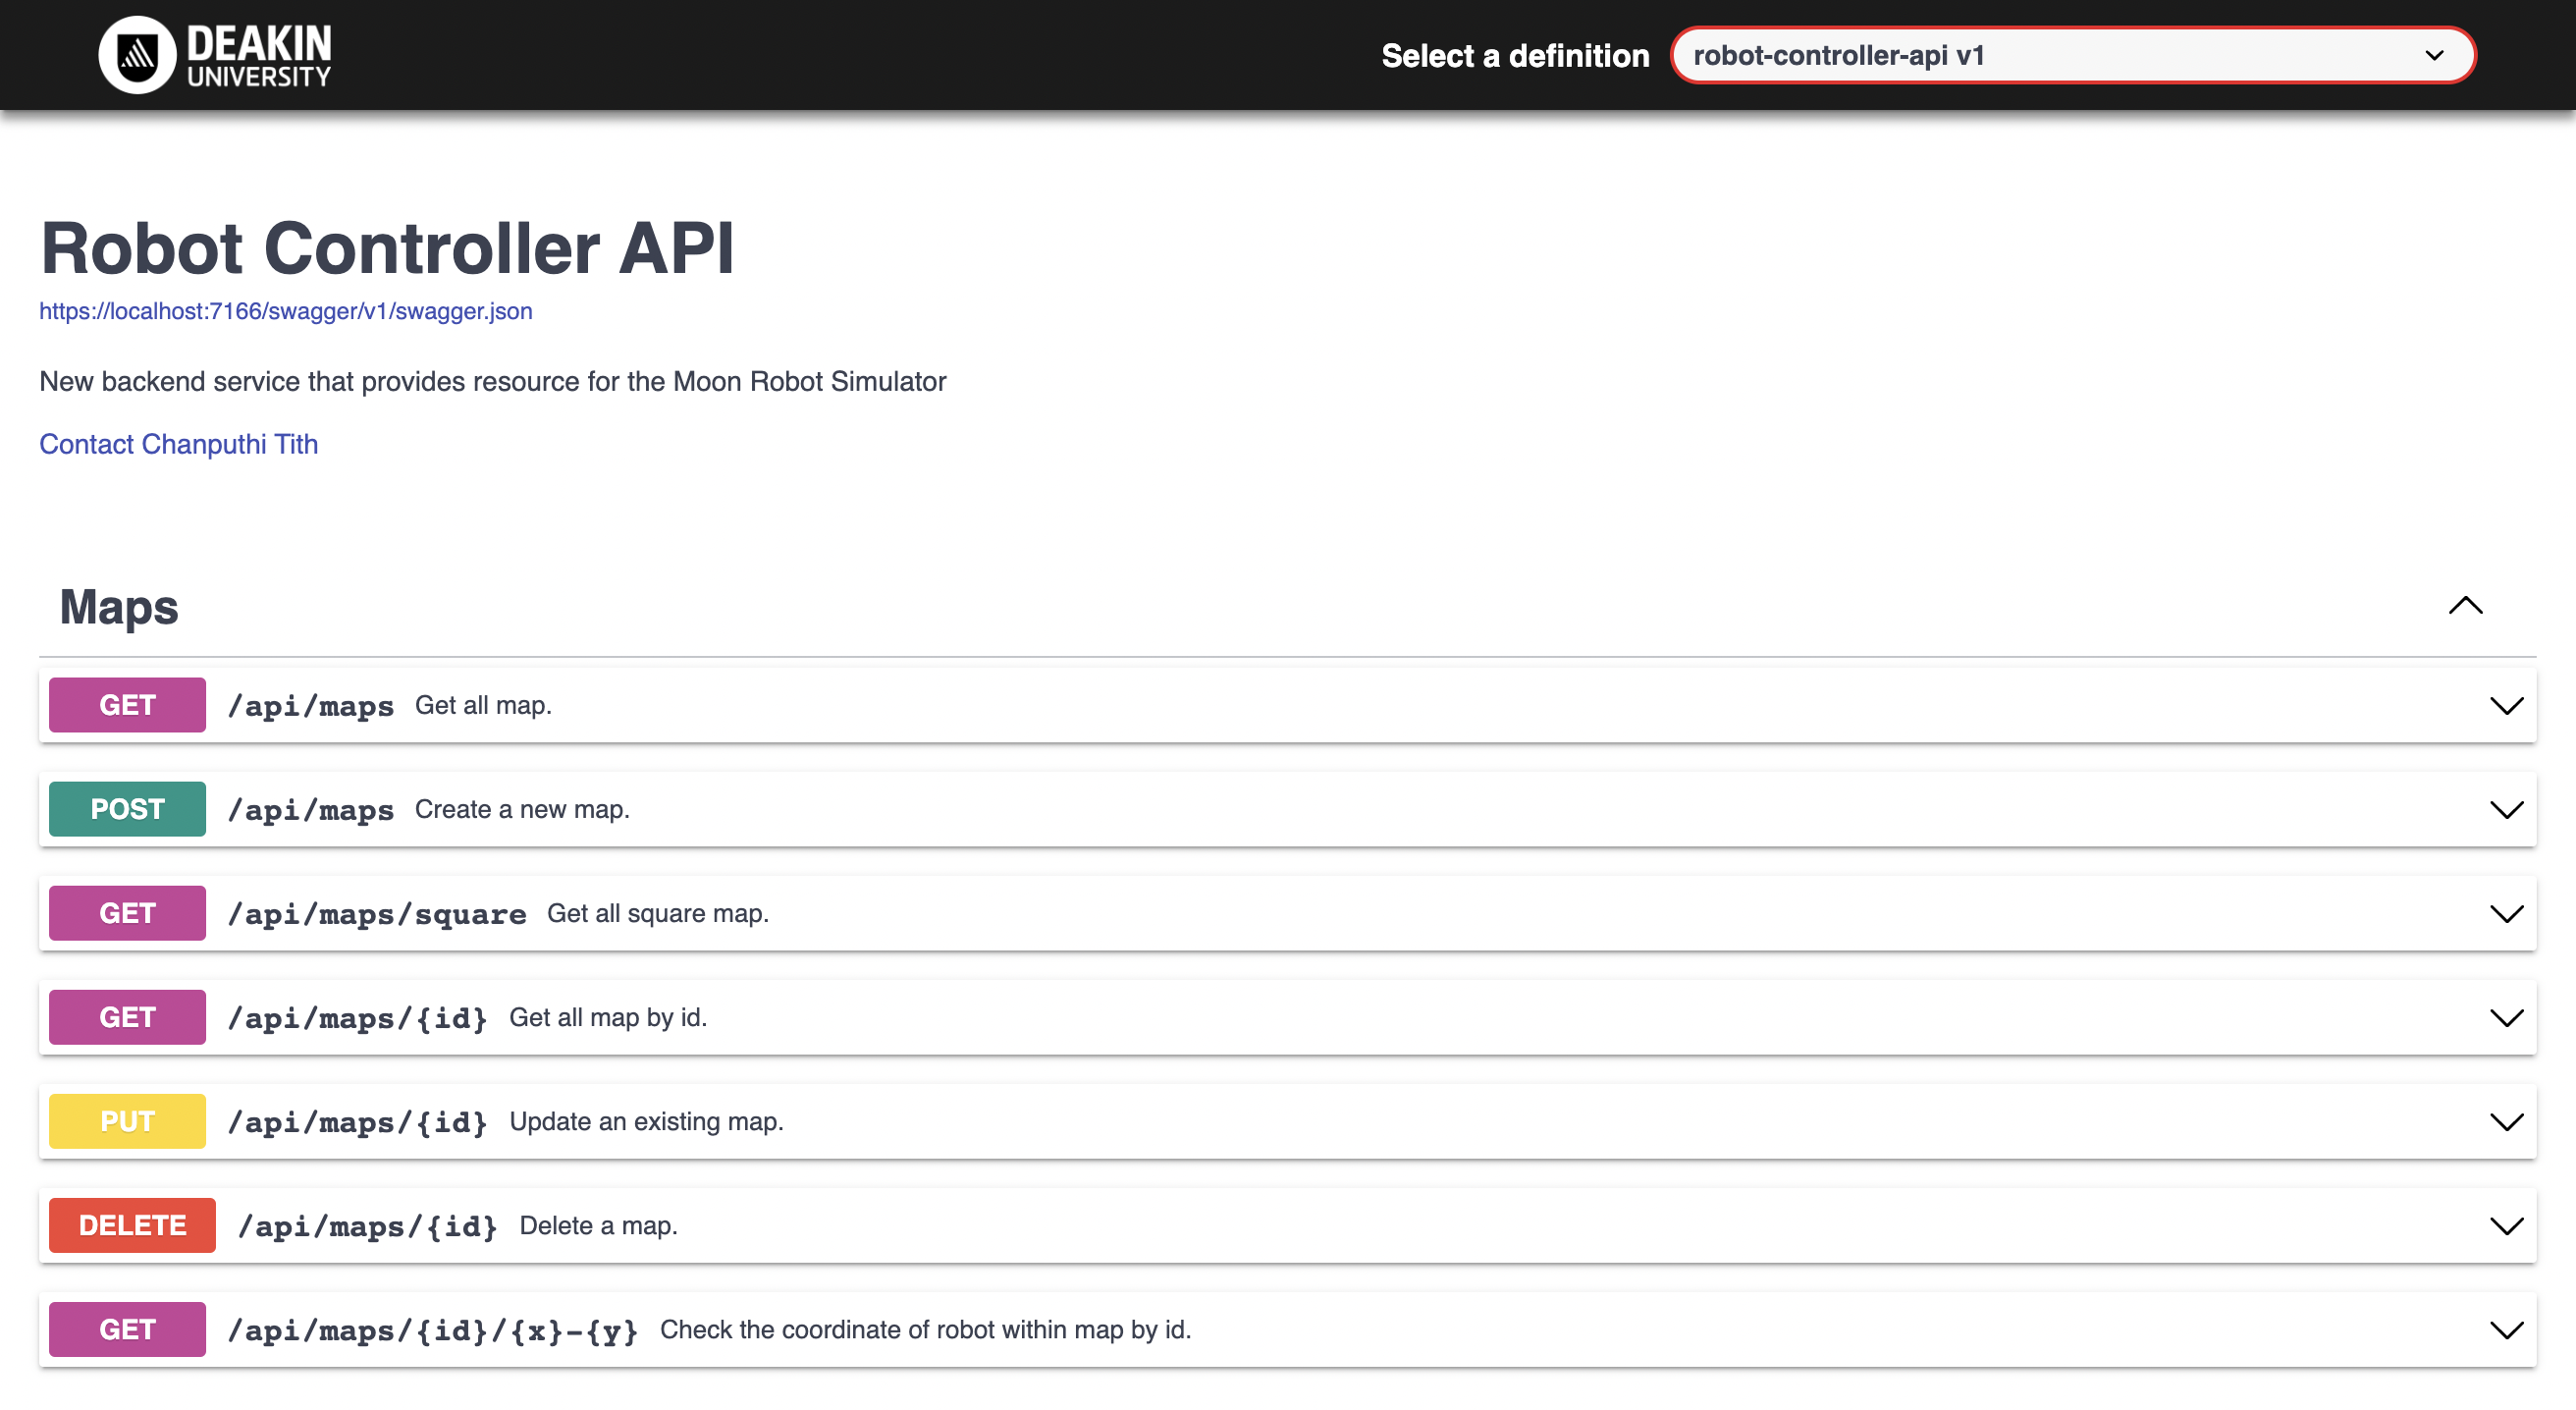 DEAKIN
UNIVERSITY
Select a definition
robot-controller-api v1
Robot Controller API
https://localhost:7166/swagger/v1/swagger.json
New backend service that provides resource for the Moon Robot Simulator
Contact Chanputhi Tith
Maps
GET /api/maps Get all map.
POST /api/maps Create a new map.
GET /api/maps/square Get all square map.
GET /api/maps/{id} Get all map by id.
PUT /api/maps/{id} Update an existing map.
DELETE /api/maps/{id} Delete a map.
GET /api/maps/{id}/{x}-{y} Check the coordinate of robot within map by id.